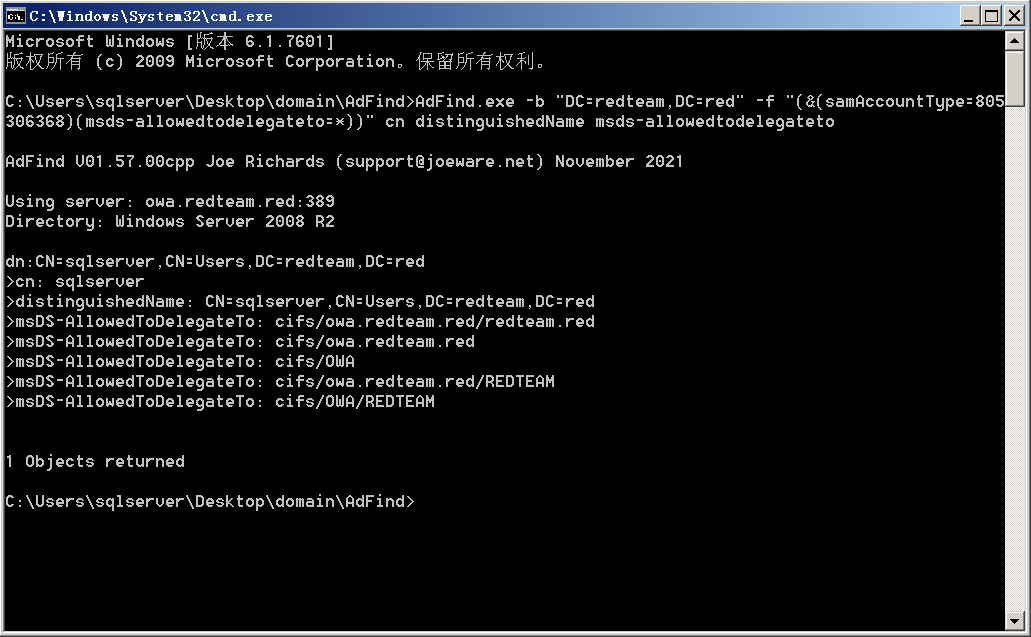 C:\Windows\System32\cmd.exe
Microsoft Windows [版本 6.1.7601]
版权所有 (c) 2009 Microsoft Corporation。保留所有权利。
C:\Users\sqlserver\Desktop\domain\AdFind>AdFind.exe -b "DC=redteam,DC=red" -f "(&(samAccountType=805
306368)(msds-allowedtodelegateto=*))" cn distinguishedName msds-allowedtodelegateto
AdFind V01.57.00cpp Joe Richards (support@joeware.net) November 2021
Using server: owa.redteam.red:389
Directory: Windows Server 2008 R2
dn:CN=sqlserver,CN=Users,DC=redteam,DC=red
>cn: sqlserver
>distinguishedName: CN=sqlserver,CN=Users,DC=redteam,DC=red
>msDS-AllowedToDelegateTo: cifs/owa.redteam.red/redteam.red
>msDS-AllowedToDelegateTo: cifs/owa.redteam.red
>msDS-AllowedToDelegateTo: cifs/OWA
>msDS-AllowedToDelegateTo: cifs/owa.redteam.red/REDTEAM
>msDS-AllowedToDelegateTo: cifs/OWA/REDTEAM
1 Objects returned
C:\Users\sqlserver\Desktop\domain\AdFind>